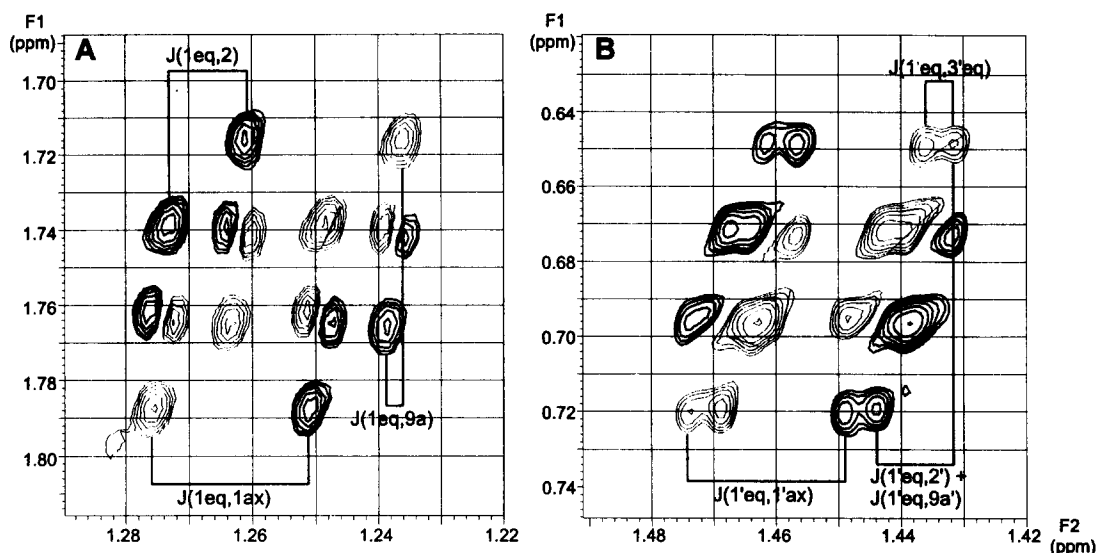 F1
(ppm)
A
J(1eq,2)
1.70
1.72
1.74
1.76
1.78
1.80
J(1eq,9a)
J(1eq,1ax)
1.28
1.26
1.24
1.22
F1
(ppm)
B
J(1'eq,3'eq)
0.64
0.66
0.68
0.70
0.72
0.74
J(1'eq,1'ax)
J(1'eq,2') +
J(1'eq,9a')
1.48
1.46
1.44
1.42
F2
(ppm)